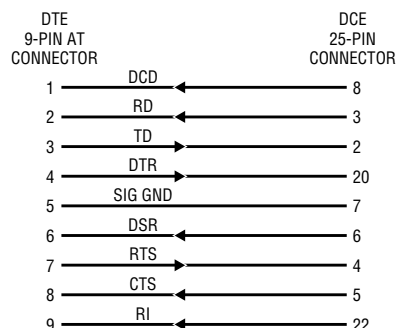 DTE
9-PIN AT
CONNECTOR
DCE
25-PIN
CONNECTOR
1 DCD 8
2 RD 3
3 TD 2
4 DTR 20
5 SIG GND 7
6 DSR 6
7 RTS 4
8 CTS 5
9 RI 22